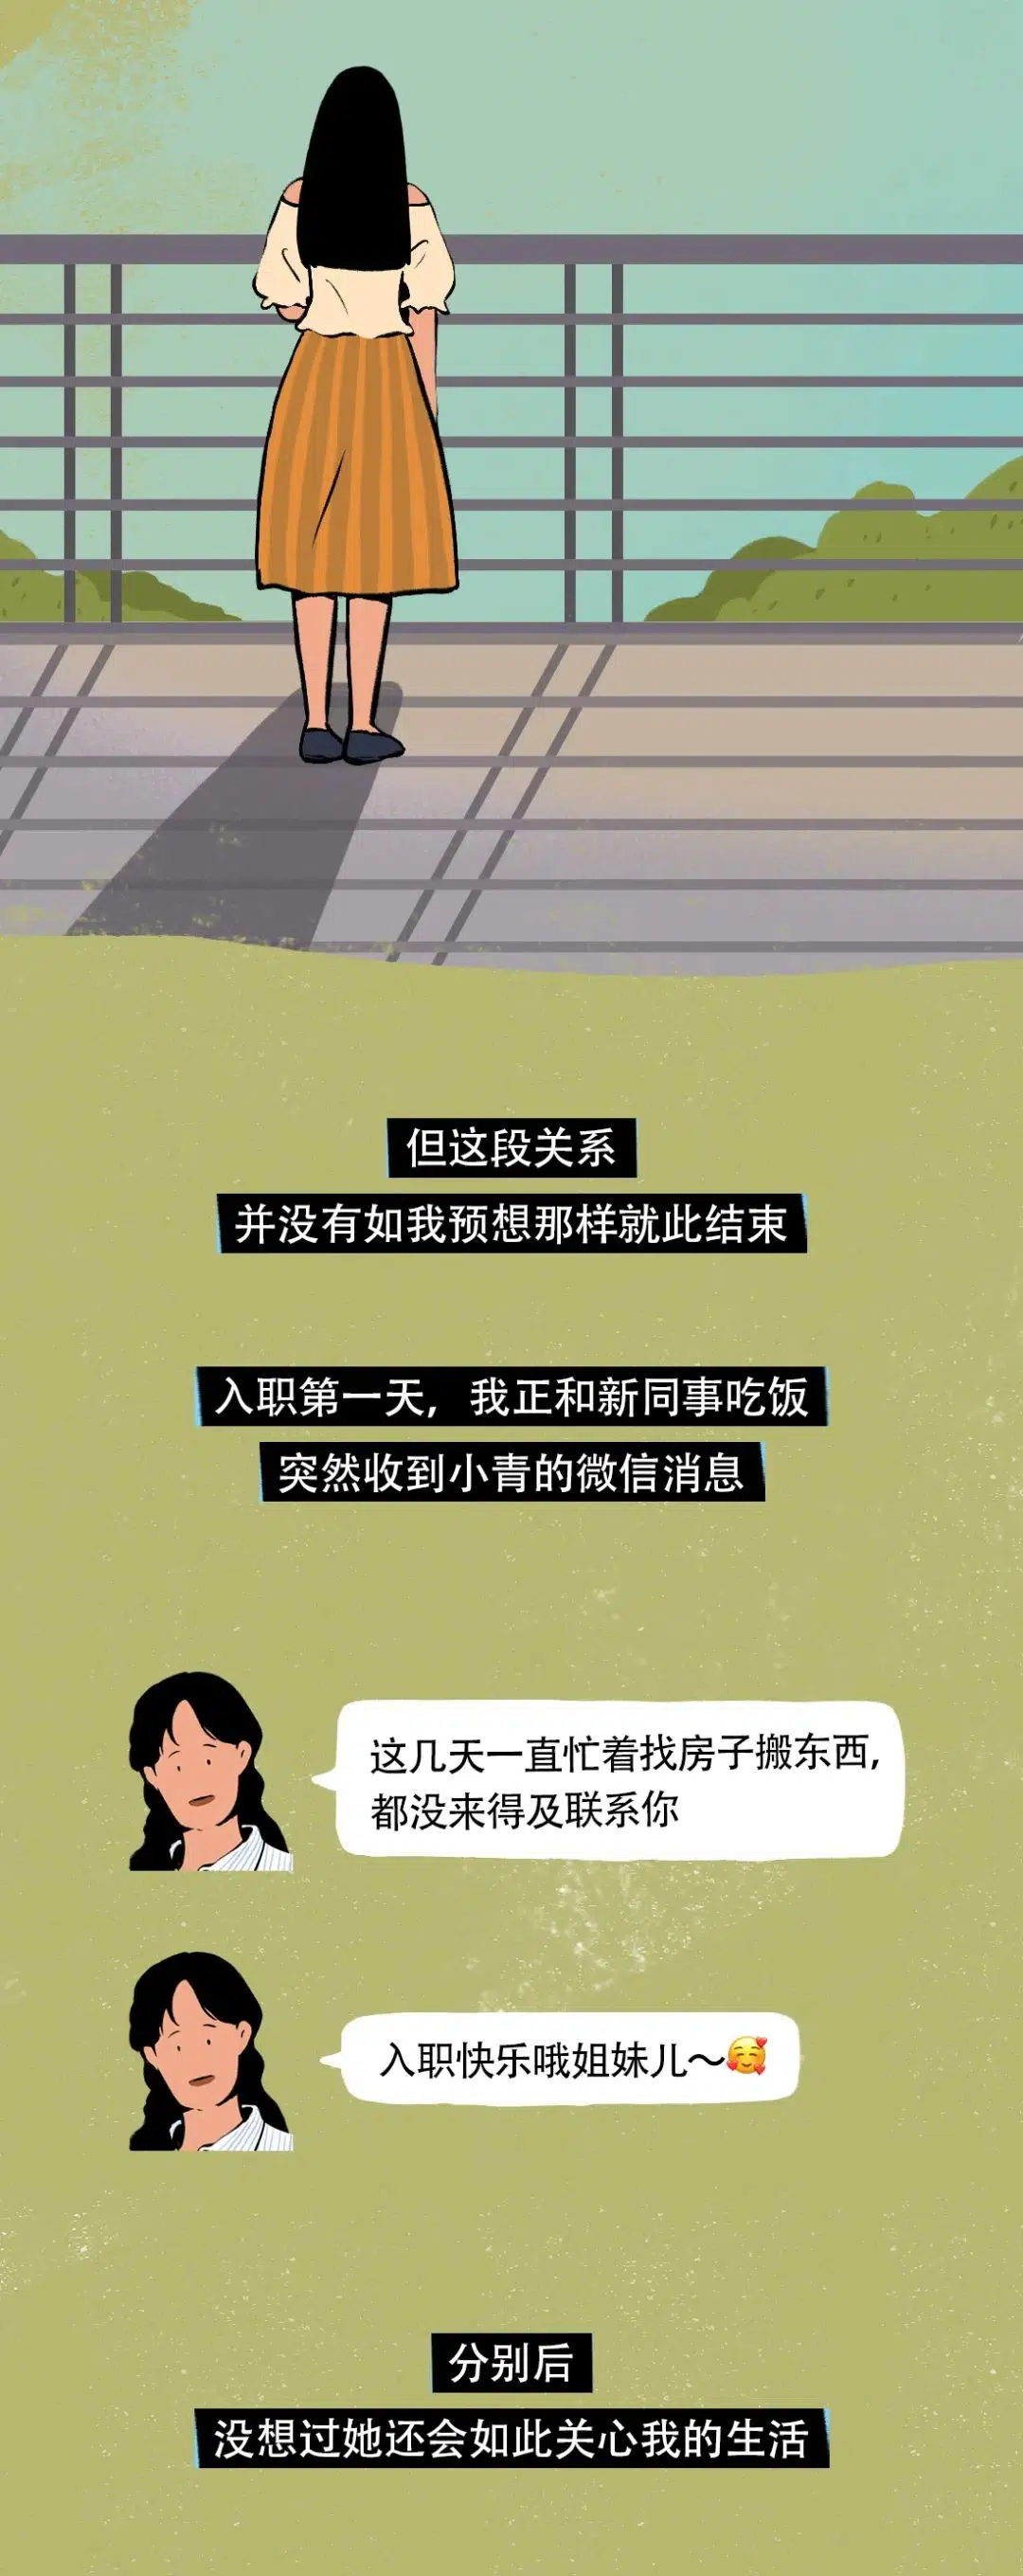 但这段关系
并没有如我预想那样就此结束
入职第一天，我正和新同事吃饭
突然收到小青的微信消息
这几天一直忙着找房子搬东西，
都没来得及联系你
入职快乐哦姐妹儿～🥰
分别后
没想过她还会如此关心我的生活